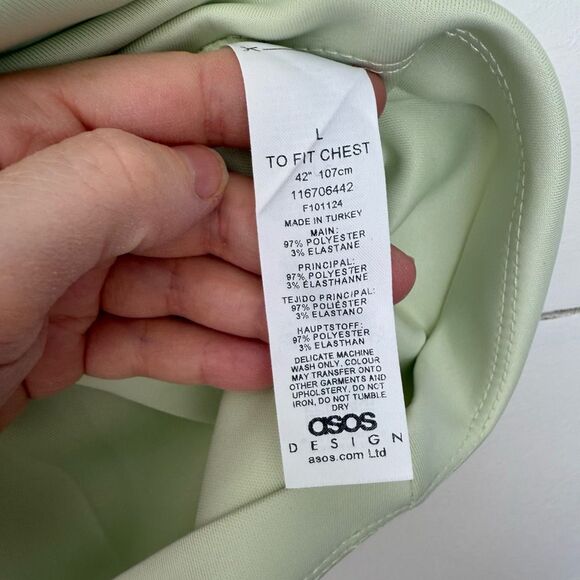 L
TO FIT CHEST
42" 107cm
116706442
F101124
MADE IN TURKEY
MAIN:
97% POLYESTER
3% ELASTANE
PRINCIPAL:
97% POLYESTER
3% ELASTHANNE
TEJIDO PRINCIPAL:
97% POLIÉSTER
3% ELASTANO
HAUPTSTOFF:
97% POLYESTER
3% ELASTHAN
DELICATE MACHINE
WASH ONLY, COLOUR
MAY TRANSFER ONTO
OTHER GARMENTS AND
UPHOLSTERY, DO NOT
IRON, DO NOT TUMBLE
DRY
asos
DESIGN
asos.com Ltd